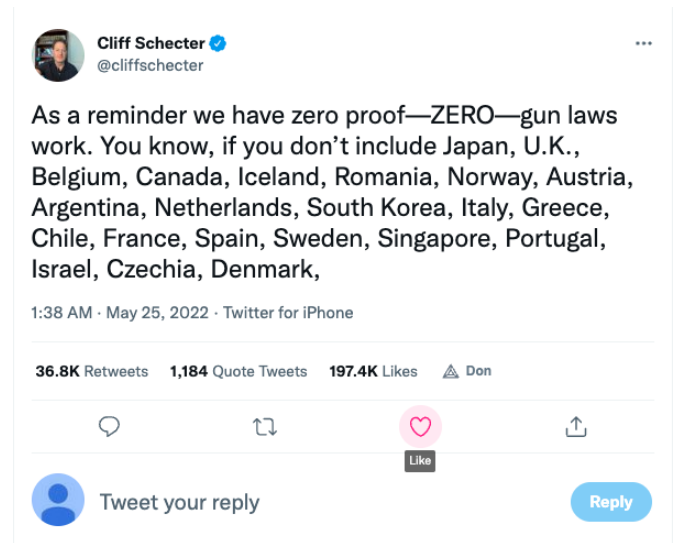 Cliff Schecter
@cliffschecter
As a reminder we have zero proof—ZERO—gun laws
work. You know, if you don’t include Japan, U.K.,
Belgium, Canada, Iceland, Romania, Norway, Austria,
Argentina, Netherlands, South Korea, Italy, Greece,
Chile, France, Spain, Sweden, Singapore, Portugal,
Israel, Czechia, Denmark,
1:38 AM · May 25, 2022 · Twitter for iPhone
36.8K Retweets 1,184 Quote Tweets 197.4K Likes Don
Like
Tweet your reply Reply